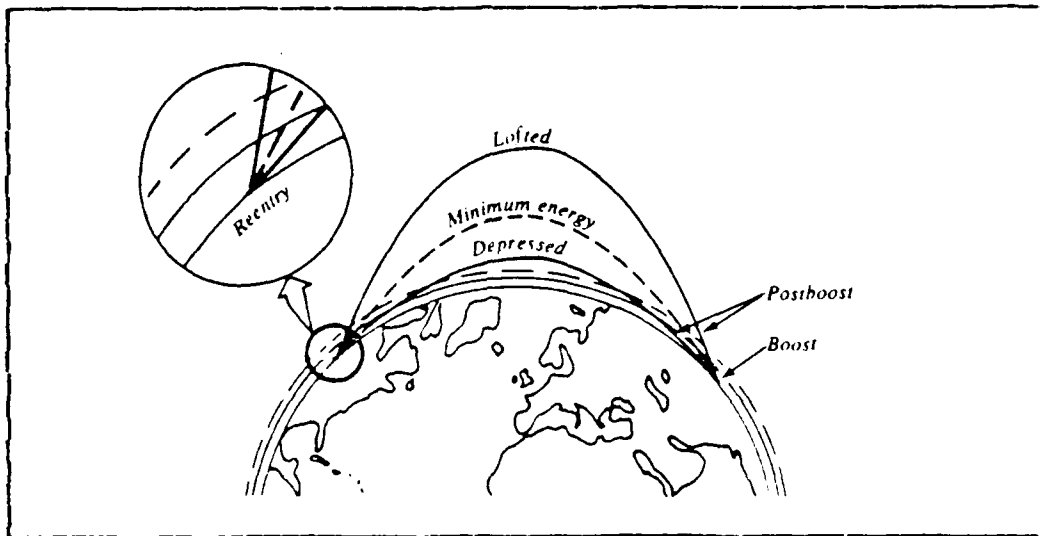 Lofted
Minimum energy
Depressed
Reentry
Postboost
Boost